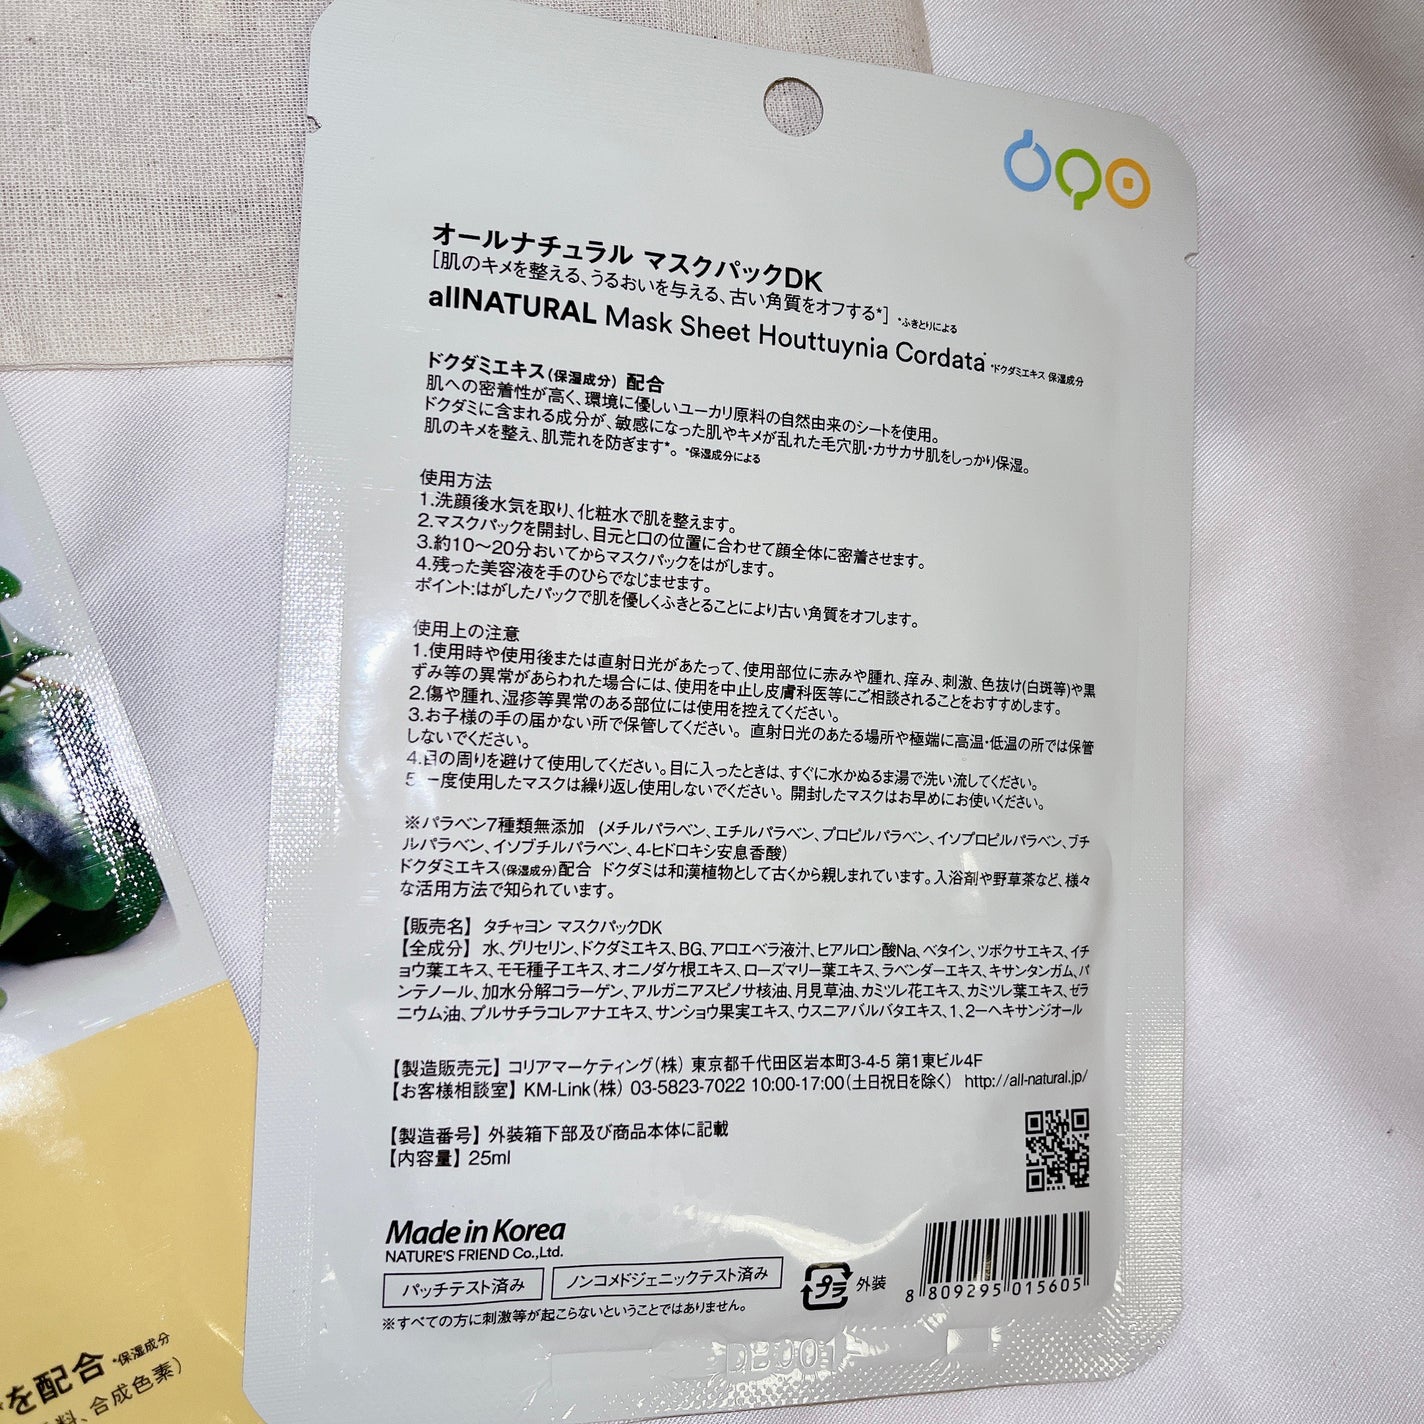 オールナチュラル マスクパックDK
[肌のキメを整える、うるおいを与える、古い角質をオフする*] *ふきとりによる
allNATURAL Mask Sheet Houttuynia Cordata* *ドクダミエキス 保湿成分
ドクダミエキス(保湿成分) 配合
肌への密着性が高く、環境に優しいユーカリ原料の自然由来のシートを使用。
ドクダミに含まれる成分が、敏感になった肌やキメが乱れた毛穴肌・カサカサ肌をしっかり保湿。
肌のキメを整え、肌荒れを防ぎます*。 *保湿成分による
使用方法
1.洗顔後水気を取り、化粧水で肌を整えます。
2.マスクパックを開封し、目元と口の位置に合わせて顔全体に密着させます。
3.約10〜20分おいてからマスクパックをはがします。
4.残った美容液を手のひらでなじませます。
ポイント:はがしたパックで肌を優しくふきとることにより古い角質をオフします。
使用上の注意
1.使用時や使用後または直射日光があたって、使用部位に赤みや腫れ、痒み、刺激、色抜け(白斑等)や黒
ずみ等の異常があらわれた場合には、使用を中止し皮膚科医等にご相談されることをおすすめします。
2.傷や腫れ、湿疹等異常のある部位には使用を控えてください。
3.お子様の手の届かない所で保管してください。 直射日光のあたる場所や極端に高温・低温の所では保管
しないでください。
4.目の周りを避けて使用してください。目に入ったときは、すぐに水かぬるま湯で洗い流してください。
5.一度使用したマスクは繰り返し使用しないでください。 開封したマスクはお早めにお使いください。
※パラベン7種類無添加 (メチルパラベン、エチルパラベン、プロピルパラベン、イソプロピルパラベン、ブチ
ルパラベン、イソブチルパラベン、4-ヒドロキシ安息香酸)
ドクダミエキス(保湿成分)配合 ドクダミは和漢植物として古くから親しまれています。入浴剤や野草茶など、様々
な活用方法で知られています。
【販売名】 タチャヨン マスクパックDK
【全成分】 水、グリセリン、ドクダミエキス、BG、アロエベラ液汁、ヒアルロン酸Na、ベタイン、ツボクサエキス、イチ
ョウ葉エキス、モモ種子エキス、オニノダケ根エキス、ローズマリー葉エキス、ラベンダーエキス、キサンタンガム、パ
ンテノール、加水分解コラーゲン、アルガニアスピノサ核油、月見草油、カミツレ花エキス、カミツレ葉エキス、ゼラ
ニウム油、プルサチラコレアナエキス、サンショウ果実エキス、ウスニアバルバタエキス、1、2ーヘキサンジオール
【製造販売元】 コリアマーケティング(株) 東京都千代田区岩本町3-4-5 第1東ビル4F
【お客様相談室】 KM-Link(株) 03-5823-7022 10:00-17:00(土日祝日を除く) http://all-natural.jp/
【製造番号】 外装箱下部及び商品本体に記載
【内容量】 25ml
Made in Korea
NATURE'S FRIEND Co.,Ltd.
パッチテスト済み ノンコメドジェニックテスト済み プラ 外装
※すべての方に刺激等が起こらないということではありません。
8 809295 015605
を配合 *保湿成分
料、合成色素)